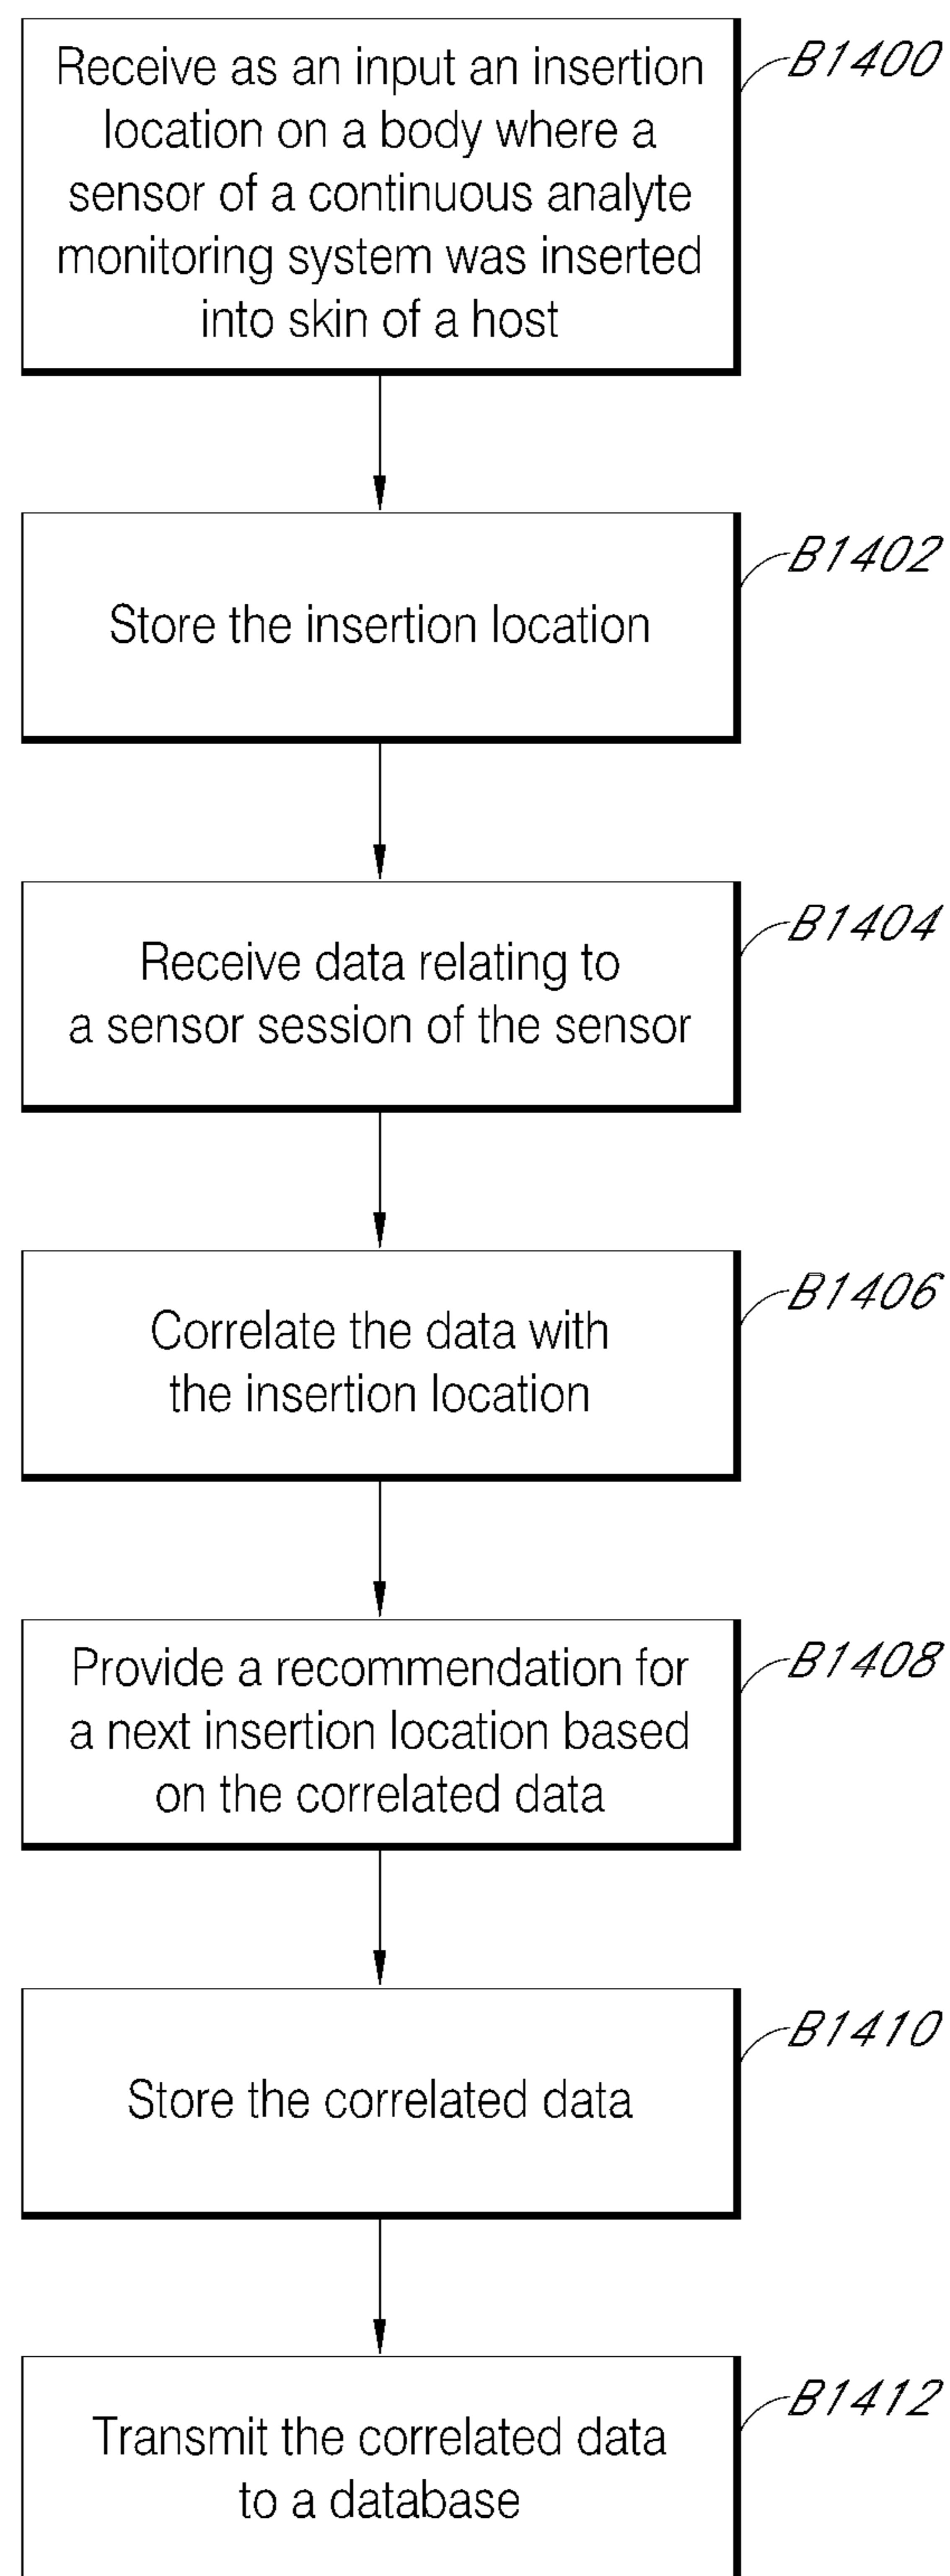 Receive as an input an insertion
location on a body where a
sensor of a continuous analyte
monitoring system was inserted
into skin of a host
B1400
Store the insertion location
B1402
Receive data relating to
a sensor session of the sensor
B1404
Correlate the data with
the insertion location
B1406
Provide a recommendation for
a next insertion location based
on the correlated data
B1408
Store the correlated data
B1410
Transmit the correlated data
to a database
B1412